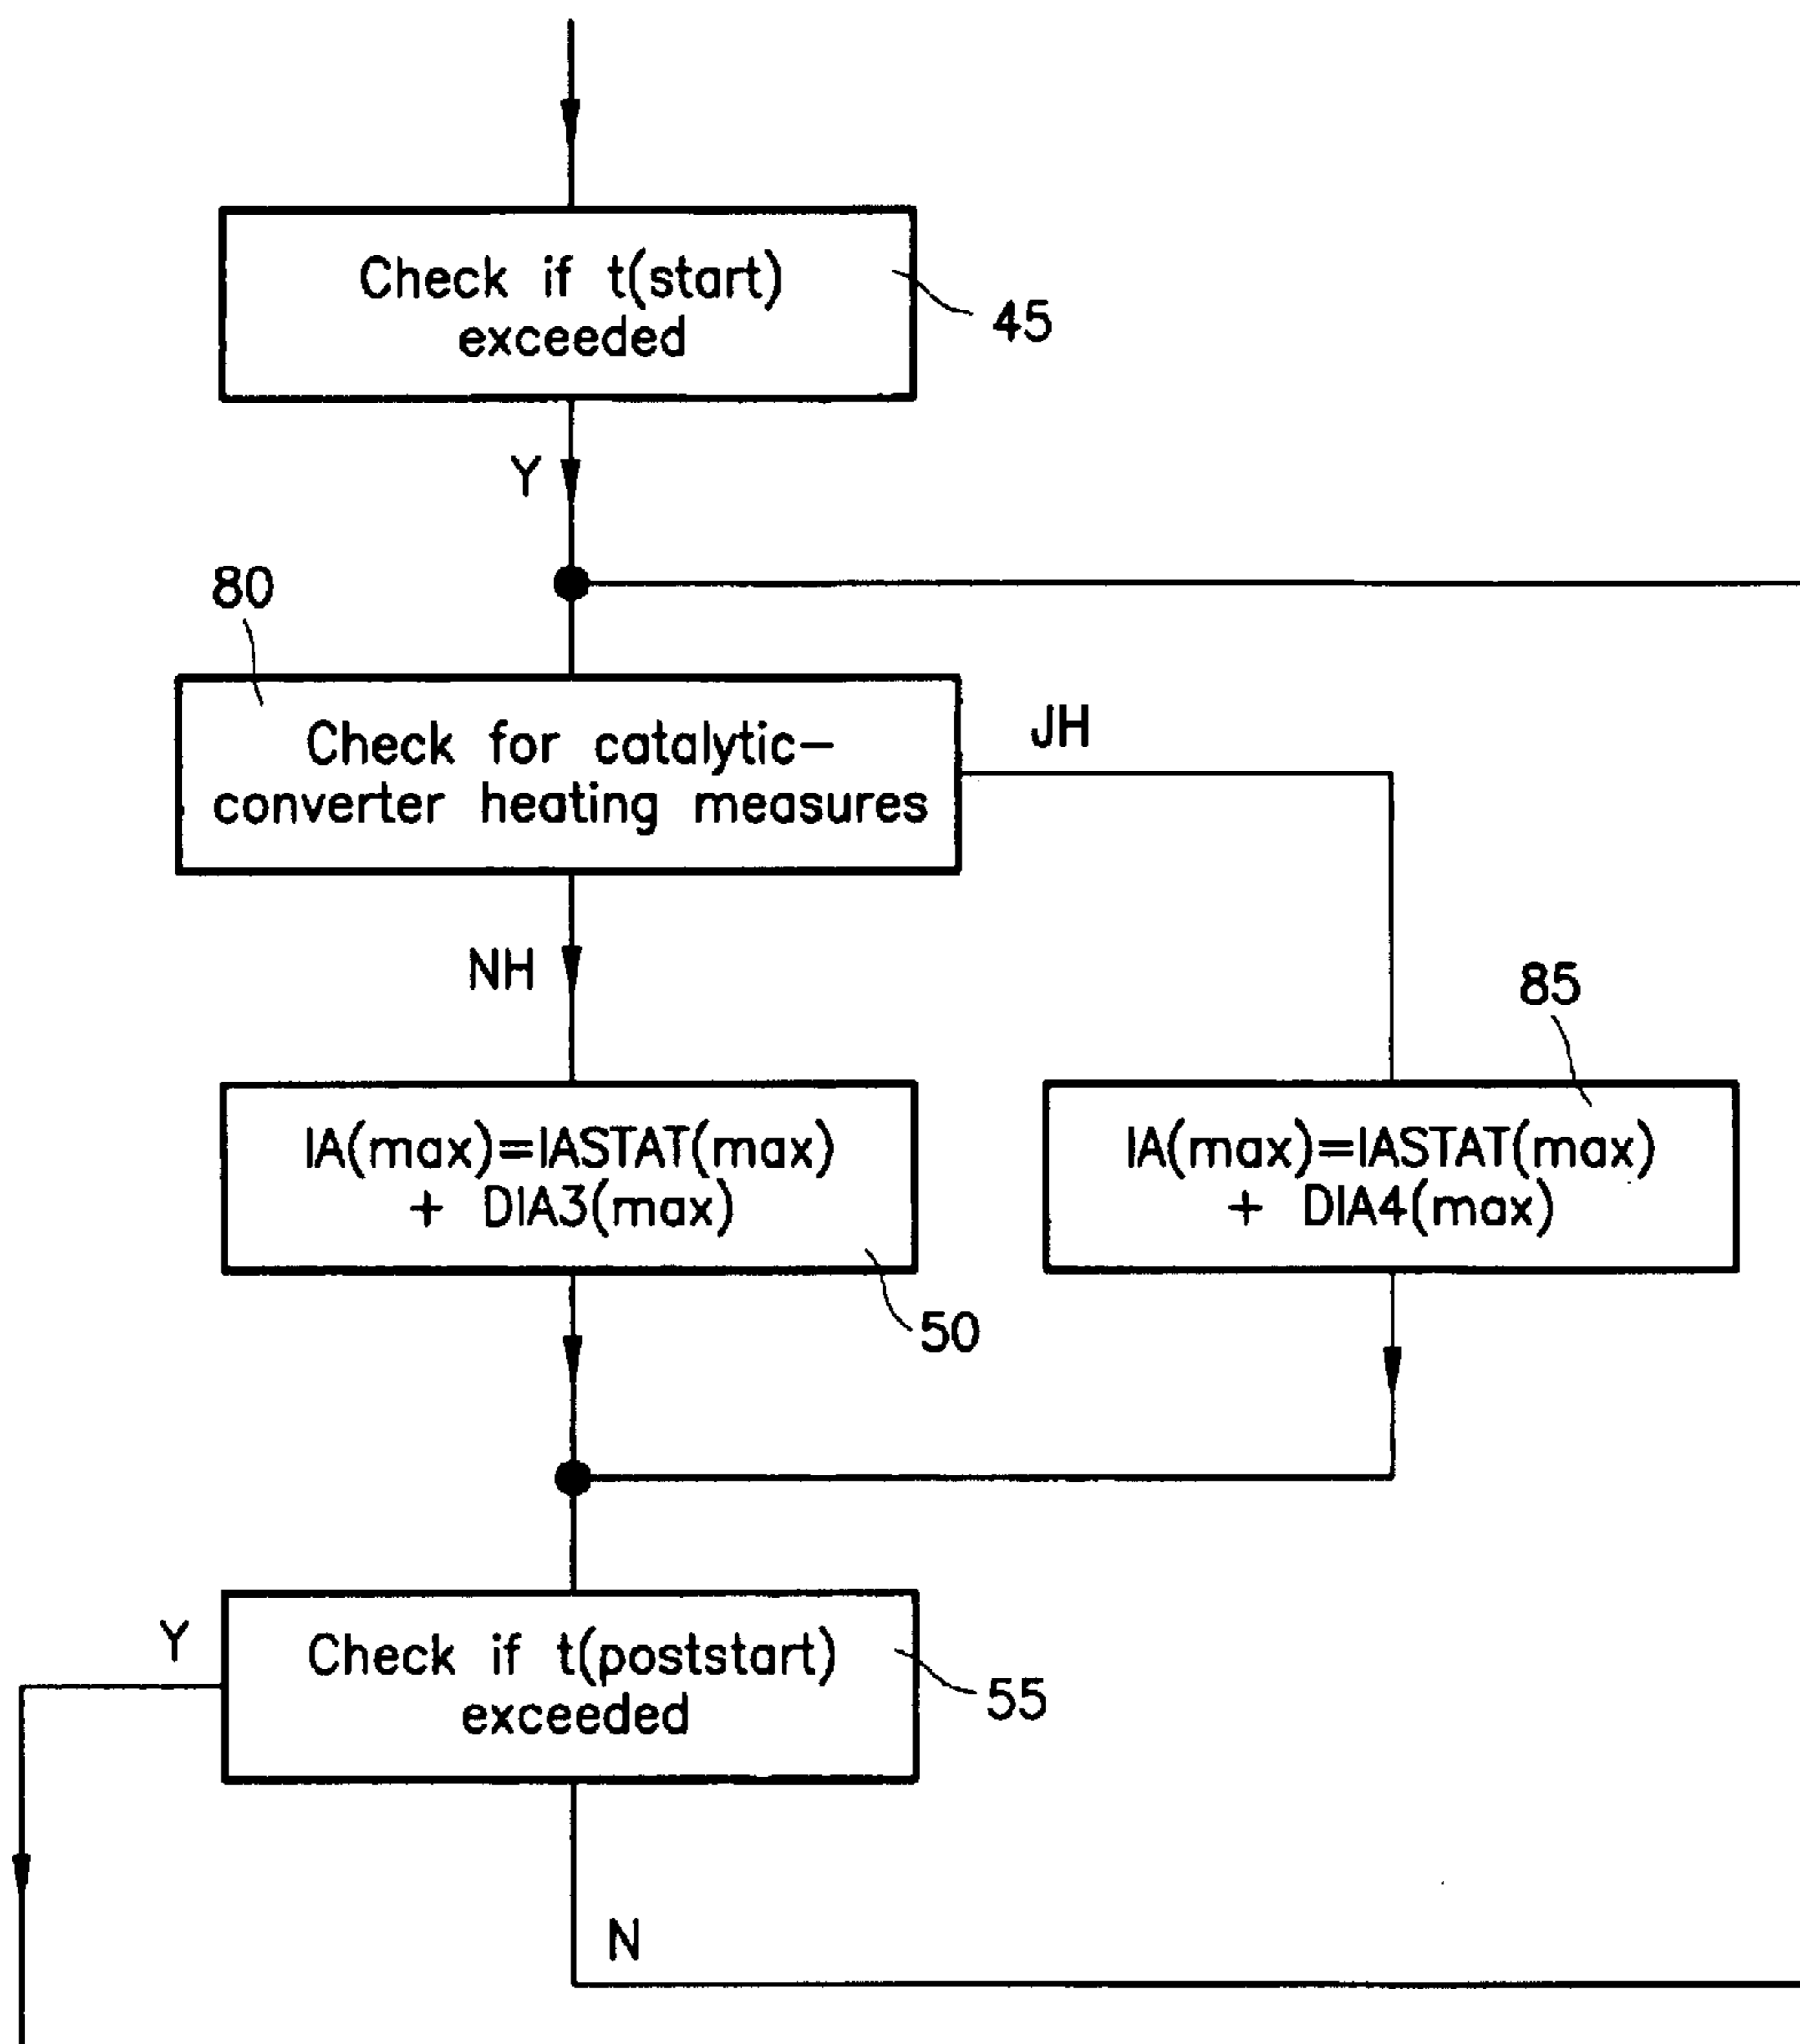 Check if t(start)
exceeded
45
Y
80
Check for catalytic-
converter heating measures
JH
NH
85
IA(max)=IASTAT(max)
+ DIA3(max)
50
IA(max)=IASTAT(max)
+ DIA4(max)
Y
Check if t(poststart)
exceeded
55
N